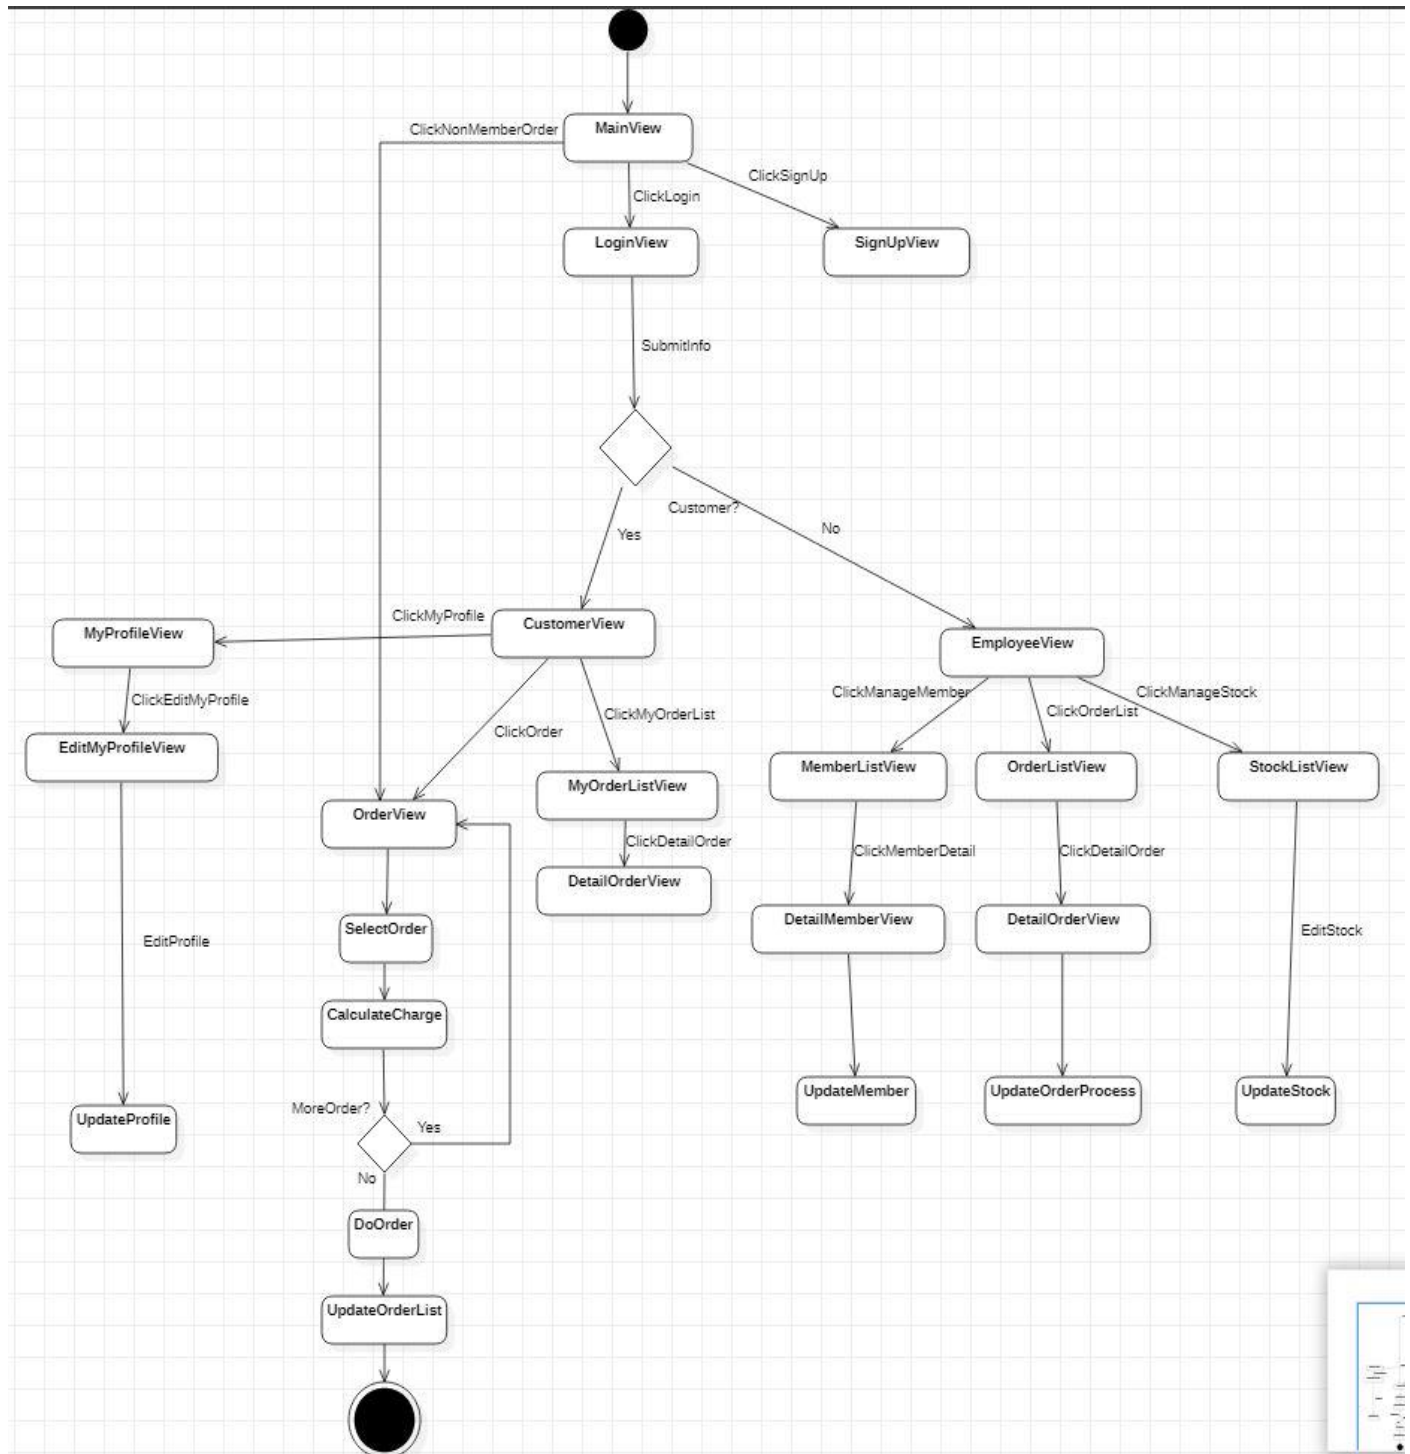 MainView
ClickNonMemberOrder
ClickSignUp
ClickLogin
LoginView
SignUpView
SubmitInfo
Customer?
Yes
No
ClickMyProfile
CustomerView
MyProfileView
EmployeeView
ClickEditMyProfile
ClickManageMember
ClickManageStock
ClickMyOrderList
ClickOrderList
ClickOrder
EditMyProfileView
MemberListView
OrderListView
StockListView
MyOrderListView
OrderView
ClickDetailOrder
ClickMemberDetail
ClickDetailOrder
DetailOrderView
DetailMemberView
DetailOrderView
SelectOrder
EditProfile
EditStock
CalculateCharge
UpdateMember
UpdateOrderProcess
UpdateStock
MoreOrder?
UpdateProfile
Yes
No
DoOrder
UpdateOrderList